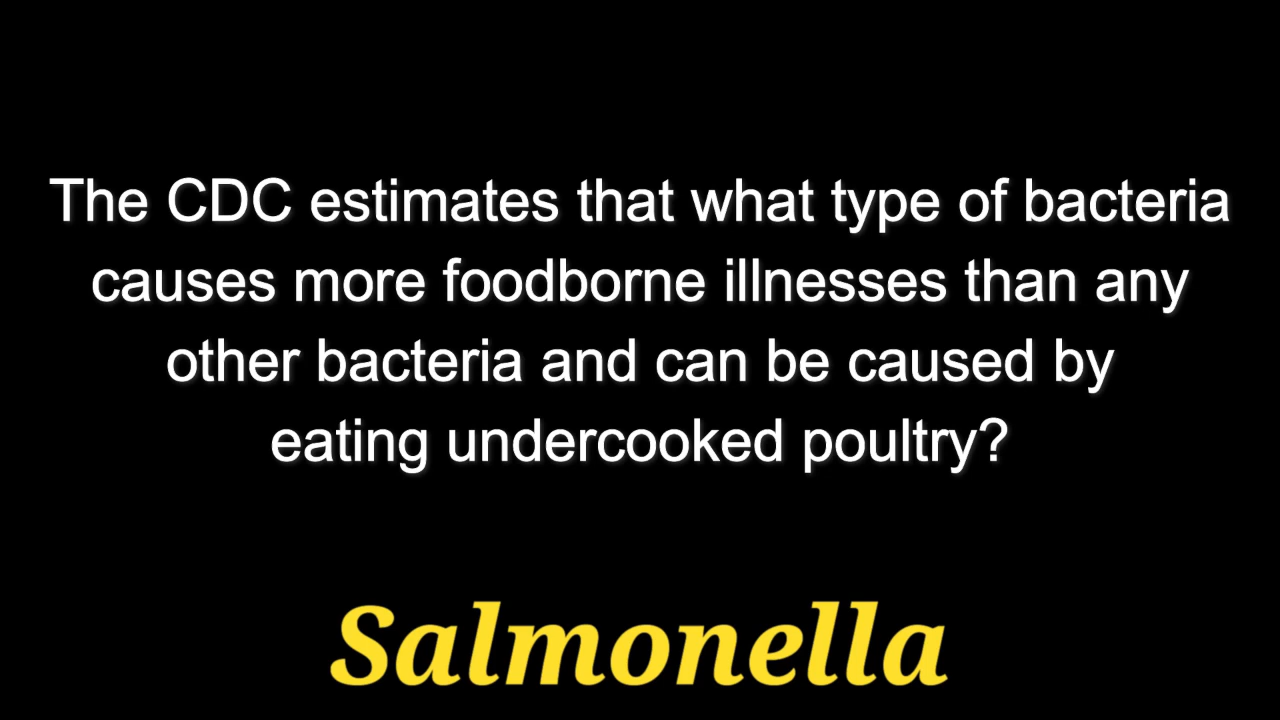 The CDC estimates that what type of bacteria
causes more foodborne illnesses than any
other bacteria and can be caused by
eating undercooked poultry?
Salmonella